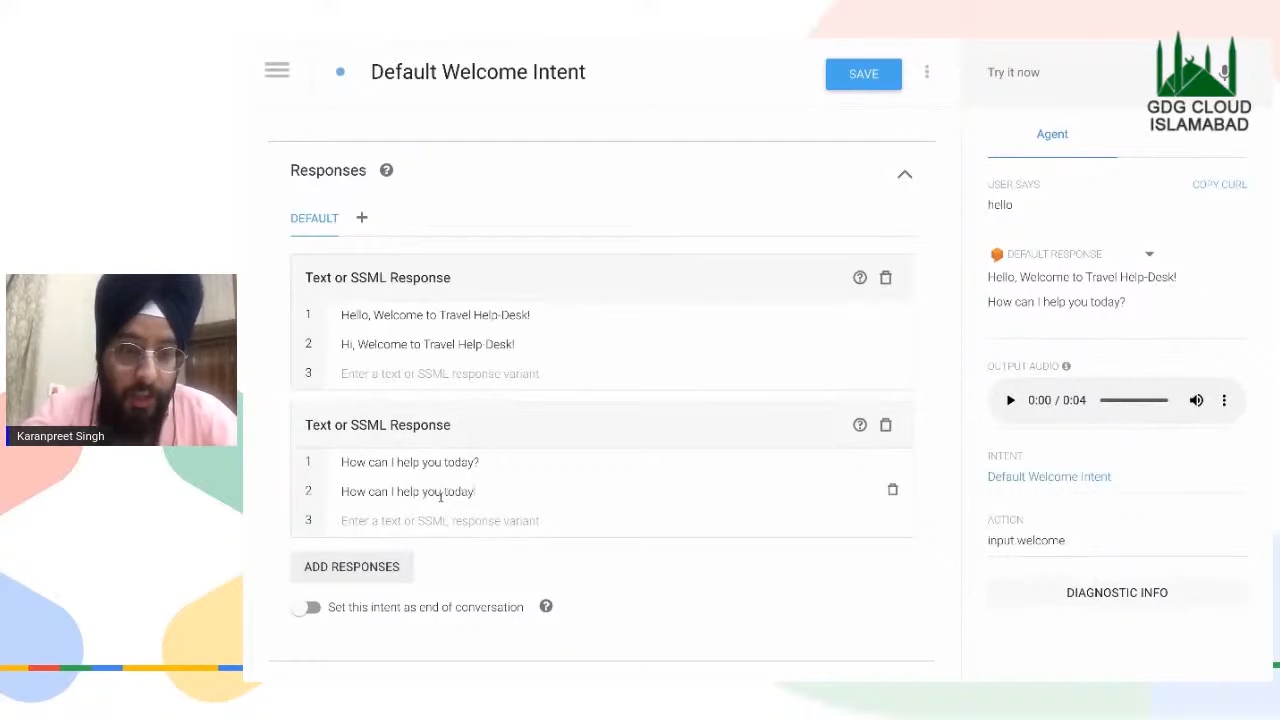 Default Welcome Intent
SAVE
Try it now
GDG CLOUD
ISLAMABAD
Agent
Responses
DEFAULT +
USER SAYS
COPY CURL
hello
DEFAULT RESPONSE
Hello, Welcome to Travel Help-Desk!
How can I help you today?
Text or SSML Response
1 Hello, Welcome to Travel Help-Desk!
2 Hi, Welcome to Travel Help-Desk!
3 Enter a text or SSML response variant
Text or SSML Response
1 How can I help you today?
2 How can I help you today
3 Enter a text or SSML response variant
ADD RESPONSES
Set this intent as end of conversation
OUTPUT AUDIO
0:00 / 0:04
INTENT
Default Welcome Intent
ACTION
input.welcome
DIAGNOSTIC INFO
Karanpreet Singh